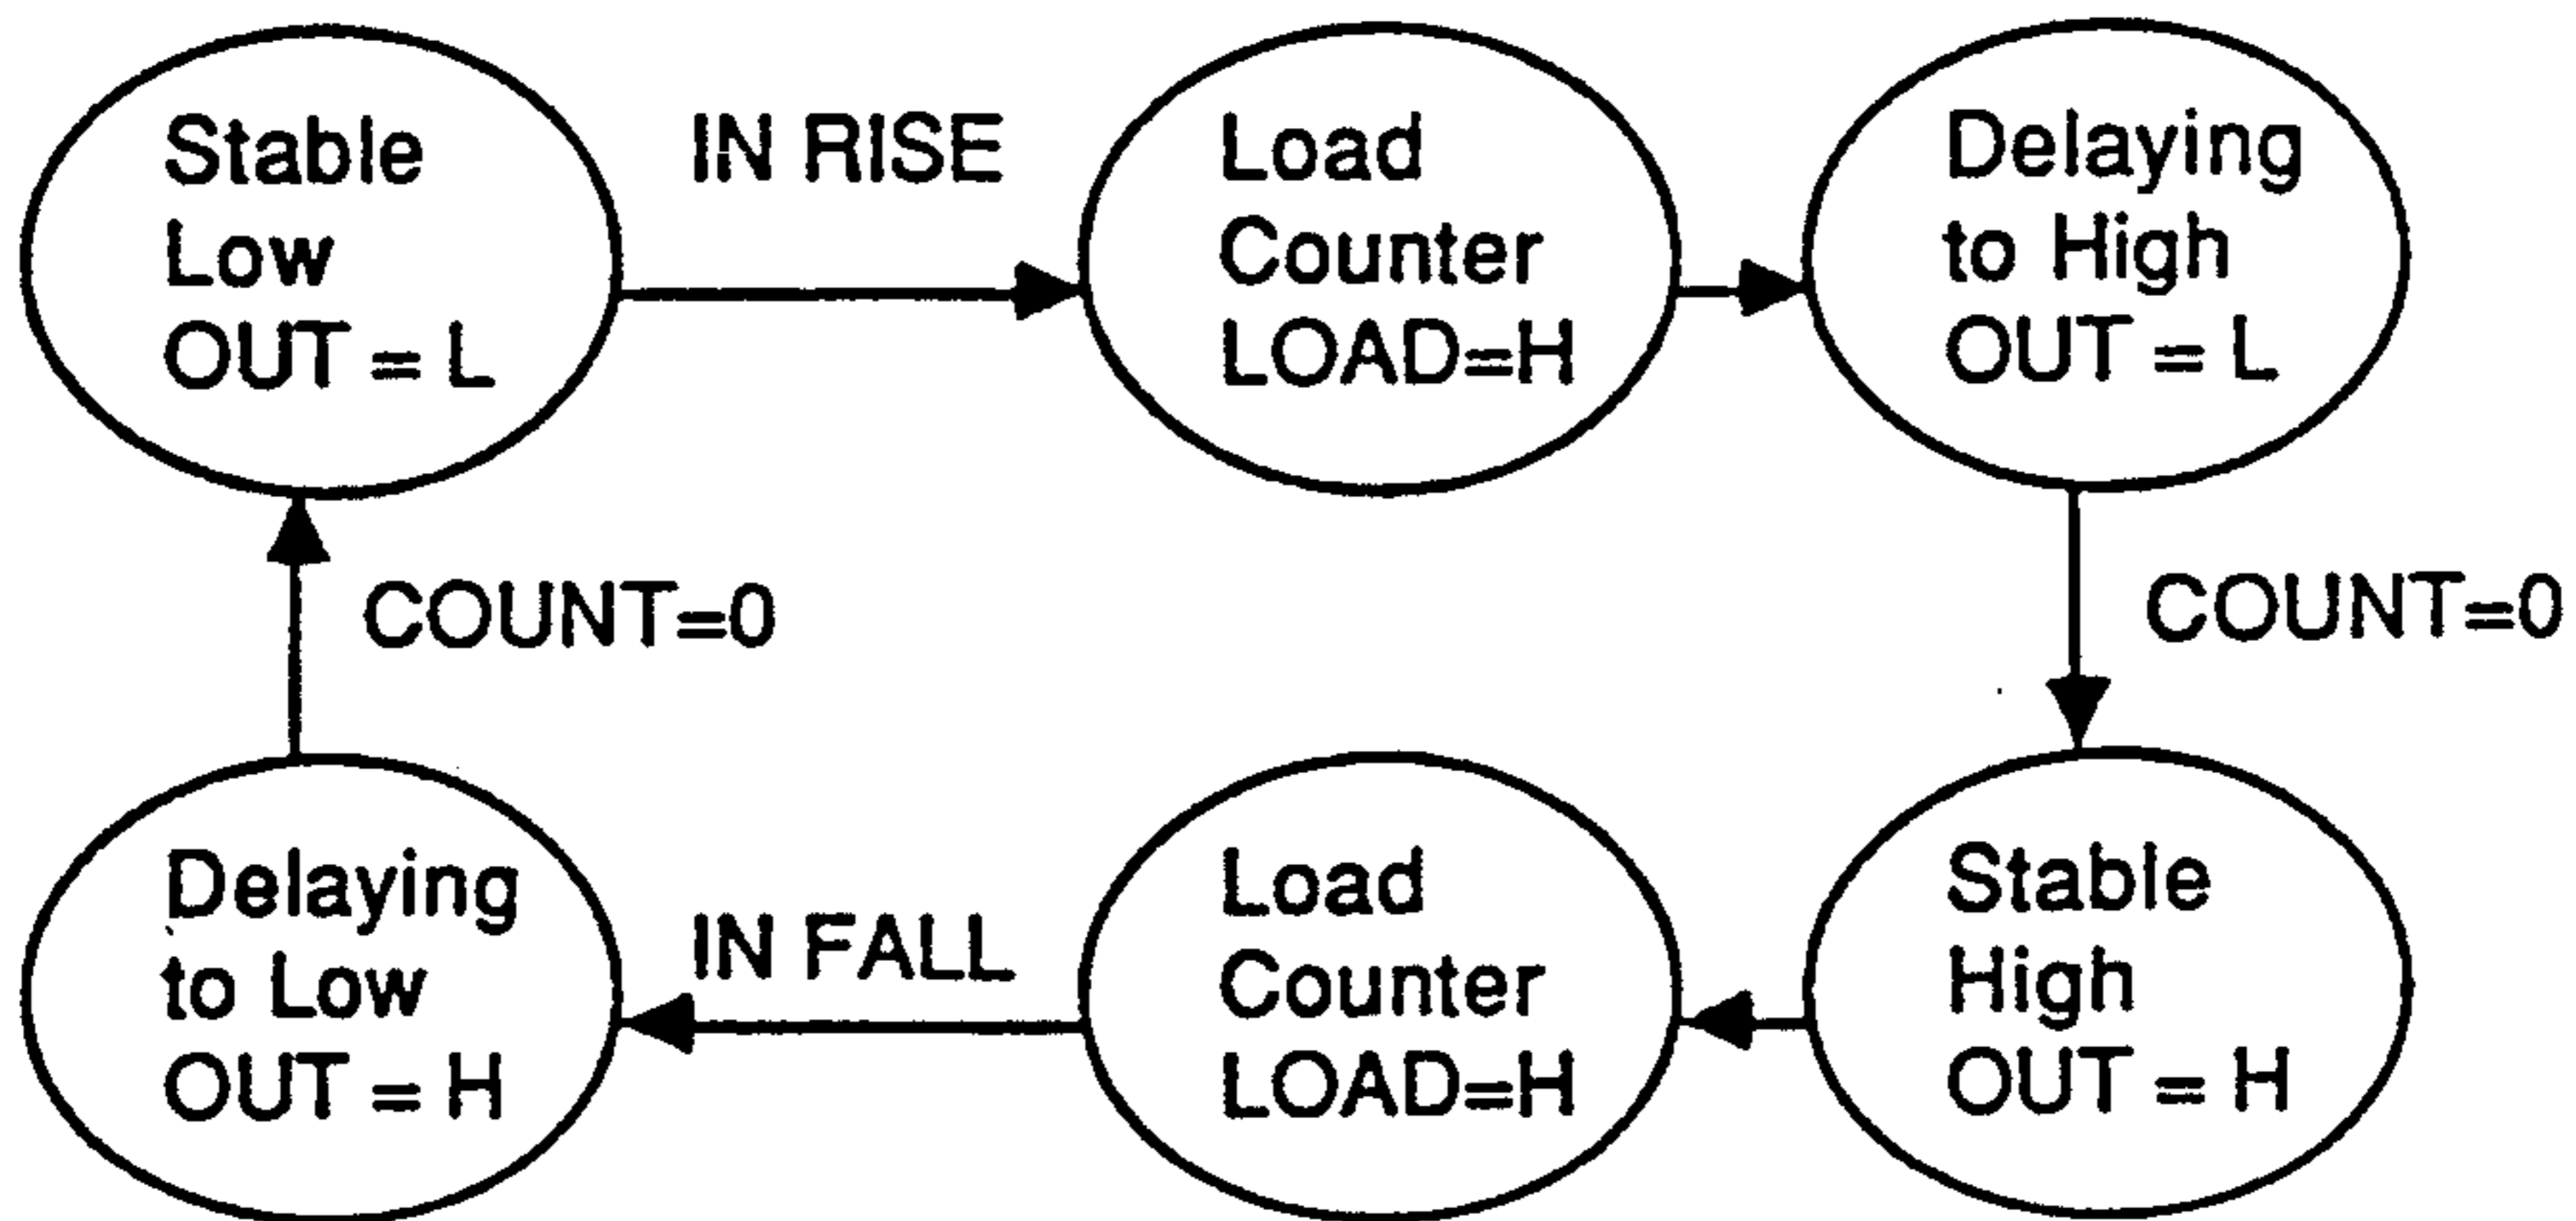 Stable
Low
OUT = L
IN RISE
Load
Counter
LOAD=H
Delaying
to High
OUT = L
COUNT=0
COUNT=0
Delaying
to Low
OUT = H
IN FALL
Load
Counter
LOAD=H
Stable
High
OUT = H